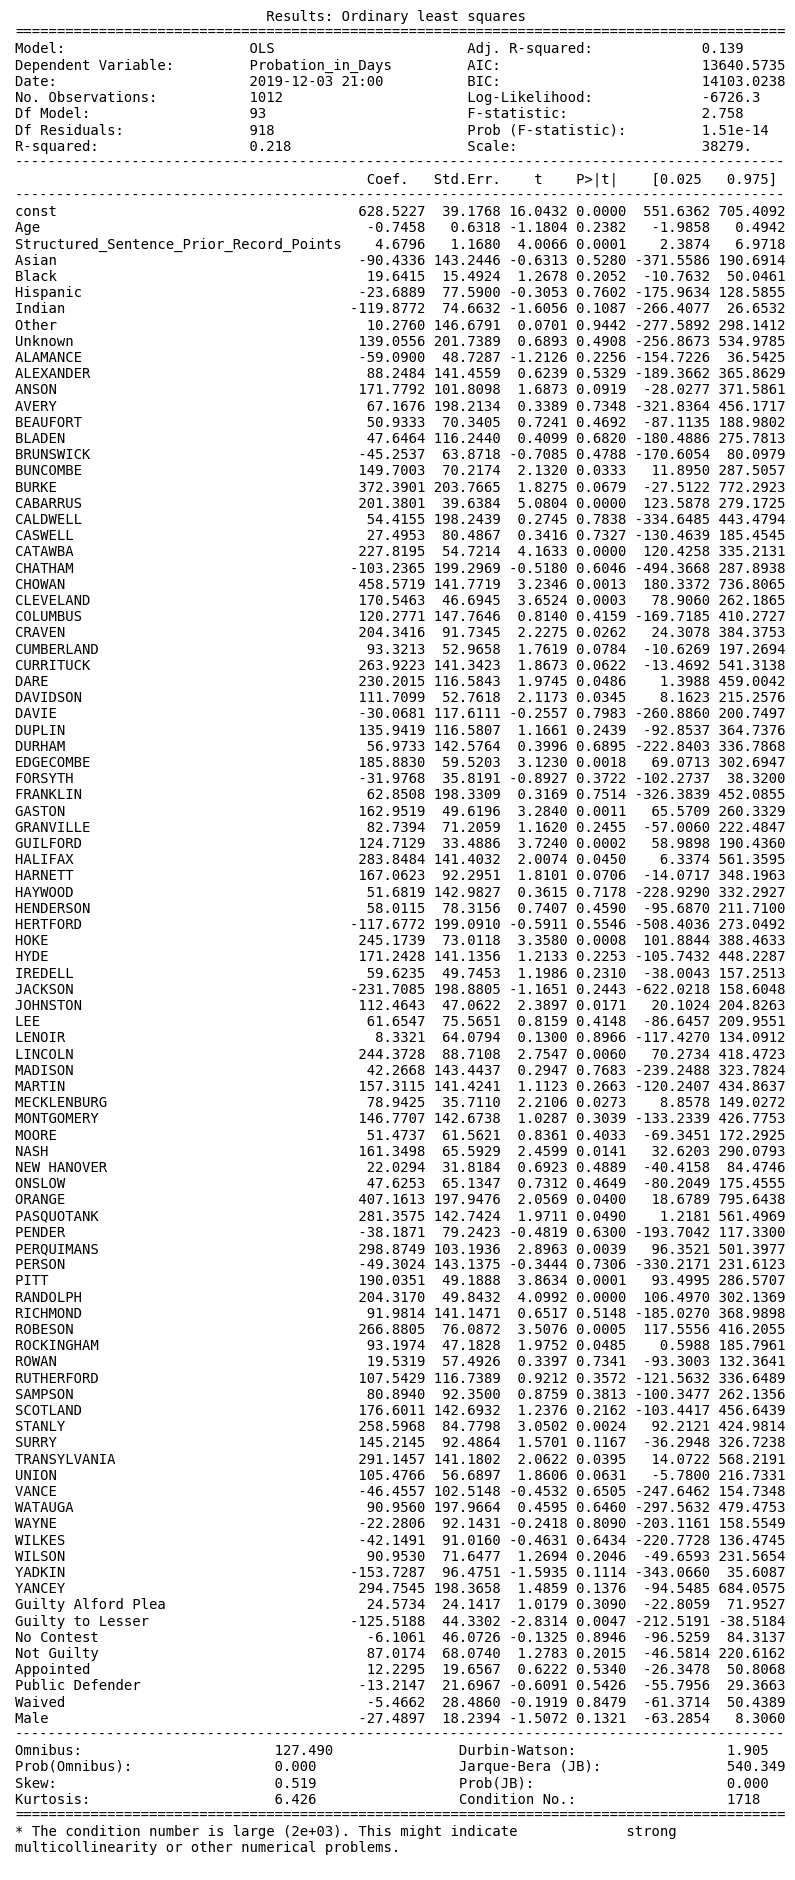 Results: Ordinary least squares
==========================================================================================
Model: OLS Adj. R-squared: 0.139
Dependent Variable: Probation_in_Days AIC: 13640.5735
Date: 2019-12-03 21:00 BIC: 14103.0238
No. Observations: 1012 Log-Likelihood: -6726.3
Df Model: 93 F-statistic: 2.758
Df Residuals: 918 Prob (F-statistic): 1.51e-14
R-squared: 0.218 Scale: 38279.
------------------------------------------------------------------------------------------
Coef. Std.Err. t P>|t| [0.025 0.975]
------------------------------------------------------------------------------------------
const 628.5227 39.1768 16.0432 0.0000 551.6362 705.4092
Age -0.7458 0.6318 -1.1804 0.2382 -1.9858 0.4942
Structured_Sentence_Prior_Record_Points 4.6796 1.1680 4.0066 0.0001 2.3874 6.9718
Asian -90.4336 143.2446 -0.6313 0.5280 -371.5586 190.6914
Black 19.6415 15.4924 1.2678 0.2052 -10.7632 50.0461
Hispanic -23.6889 77.5900 -0.3053 0.7602 -175.9634 128.5855
Indian -119.8772 74.6632 -1.6056 0.1087 -266.4077 26.6532
Other 10.2760 146.6791 0.0701 0.9442 -277.5892 298.1412
Unknown 139.0556 201.7389 0.6893 0.4908 -256.8673 534.9785
ALAMANCE -59.0900 48.7287 -1.2126 0.2256 -154.7226 36.5425
ALEXANDER 88.2484 141.4559 0.6239 0.5329 -189.3662 365.8629
ANSON 171.7792 101.8098 1.6873 0.0919 -28.0277 371.5861
AVERY 67.1676 198.2134 0.3389 0.7348 -321.8364 456.1717
BEAUFORT 50.9333 70.3405 0.7241 0.4692 -87.1135 188.9802
BLADEN 47.6464 116.2440 0.4099 0.6820 -180.4886 275.7813
BRUNSWICK -45.2537 63.8718 -0.7085 0.4788 -170.6054 80.0979
BUNCOMBE 149.7003 70.2174 2.1320 0.0333 11.8950 287.5057
BURKE 372.3901 203.7665 1.8275 0.0679 -27.5122 772.2923
CABARRUS 201.3801 39.6384 5.0804 0.0000 123.5878 279.1725
CALDWELL 54.4155 198.2439 0.2745 0.7838 -334.6485 443.4794
CASWELL 27.4953 80.4867 0.3416 0.7327 -130.4639 185.4545
CATAWBA 227.8195 54.7214 4.1633 0.0000 120.4258 335.2131
CHATHAM -103.2365 199.2969 -0.5180 0.6046 -494.3668 287.8938
CHOWAN 458.5719 141.7719 3.2346 0.0013 180.3372 736.8065
CLEVELAND 170.5463 46.6945 3.6524 0.0003 78.9060 262.1865
COLUMBUS 120.2771 147.7646 0.8140 0.4159 -169.7185 410.2727
CRAVEN 204.3416 91.7345 2.2275 0.0262 24.3078 384.3753
CUMBERLAND 93.3213 52.9658 1.7619 0.0784 -10.6269 197.2694
CURRITUCK 263.9223 141.3423 1.8673 0.0622 -13.4692 541.3138
DARE 230.2015 116.5843 1.9745 0.0486 1.3988 459.0042
DAVIDSON 111.7099 52.7618 2.1173 0.0345 8.1623 215.2576
DAVIE -30.0681 117.6111 -0.2557 0.7983 -260.8860 200.7497
DUPLIN 135.9419 116.5807 1.1661 0.2439 -92.8537 364.7376
DURHAM 56.9733 142.5764 0.3996 0.6895 -222.8403 336.7868
EDGECOMBE 185.8830 59.5203 3.1230 0.0018 69.0713 302.6947
FORSYTH -31.9768 35.8191 -0.8927 0.3722 -102.2737 38.3200
FRANKLIN 62.8508 198.3309 0.3169 0.7514 -326.3839 452.0855
GASTON 162.9519 49.6196 3.2840 0.0011 65.5709 260.3329
GRANVILLE 82.7394 71.2059 1.1620 0.2455 -57.0060 222.4847
GUILFORD 124.7129 33.4886 3.7240 0.0002 58.9898 190.4360
HALIFAX 283.8484 141.4032 2.0074 0.0450 6.3374 561.3595
HARNETT 167.0623 92.2951 1.8101 0.0706 -14.0717 348.1963
HAYWOOD 51.6819 142.9827 0.3615 0.7178 -228.9290 332.2927
HENDERSON 58.0115 78.3156 0.7407 0.4590 -95.6870 211.7100
HERTFORD -117.6772 199.0910 -0.5911 0.5546 -508.4036 273.0492
HOKE 245.1739 73.0118 3.3580 0.0008 101.8844 388.4633
HYDE 171.2428 141.1356 1.2133 0.2253 -105.7432 448.2287
IREDELL 59.6235 49.7453 1.1986 0.2310 -38.0043 157.2513
JACKSON -231.7085 198.8805 -1.1651 0.2443 -622.0218 158.6048
JOHNSTON 112.4643 47.0622 2.3897 0.0171 20.1024 204.8263
LEE 61.6547 75.5651 0.8159 0.4148 -86.6457 209.9551
LENOIR 8.3321 64.0794 0.1300 0.8966 -117.4270 134.0912
LINCOLN 244.3728 88.7108 2.7547 0.0060 70.2734 418.4723
MADISON 42.2668 143.4437 0.2947 0.7683 -239.2488 323.7824
MARTIN 157.3115 141.4241 1.1123 0.2663 -120.2407 434.8637
MECKLENBURG 78.9425 35.7110 2.2106 0.0273 8.8578 149.0272
MONTGOMERY 146.7707 142.6738 1.0287 0.3039 -133.2339 426.7753
MOORE 51.4737 61.5621 0.8361 0.4033 -69.3451 172.2925
NASH 161.3498 65.5929 2.4599 0.0141 32.6203 290.0793
NEW HANOVER 22.0294 31.8184 0.6923 0.4889 -40.4158 84.4746
ONSLOW 47.6253 65.1347 0.7312 0.4649 -80.2049 175.4555
ORANGE 407.1613 197.9476 2.0569 0.0400 18.6789 795.6438
PASQUOTANK 281.3575 142.7424 1.9711 0.0490 1.2181 561.4969
PENDER -38.1871 79.2423 -0.4819 0.6300 -193.7042 117.3300
PERQUIMANS 298.8749 103.1936 2.8963 0.0039 96.3521 501.3977
PERSON -49.3024 143.1375 -0.3444 0.7306 -330.2171 231.6123
PITT 190.0351 49.1888 3.8634 0.0001 93.4995 286.5707
RANDOLPH 204.3170 49.8432 4.0992 0.0000 106.4970 302.1369
RICHMOND 91.9814 141.1471 0.6517 0.5148 -185.0270 368.9898
ROBESON 266.8805 76.0872 3.5076 0.0005 117.5556 416.2055
ROCKINGHAM 93.1974 47.1828 1.9752 0.0485 0.5988 185.7961
ROWAN 19.5319 57.4926 0.3397 0.7341 -93.3003 132.3641
RUTHERFORD 107.5429 116.7389 0.9212 0.3572 -121.5632 336.6489
SAMPSON 80.8940 92.3500 0.8759 0.3813 -100.3477 262.1356
SCOTLAND 176.6011 142.6932 1.2376 0.2162 -103.4417 456.6439
STANLY 258.5968 84.7798 3.0502 0.0024 92.2121 424.9814
SURRY 145.2145 92.4864 1.5701 0.1167 -36.2948 326.7238
TRANSYLVANIA 291.1457 141.1802 2.0622 0.0395 14.0722 568.2191
UNION 105.4766 56.6897 1.8606 0.0631 -5.7800 216.7331
VANCE -46.4557 102.5148 -0.4532 0.6505 -247.6462 154.7348
WATAUGA 90.9560 197.9664 0.4595 0.6460 -297.5632 479.4753
WAYNE -22.2806 92.1431 -0.2418 0.8090 -203.1161 158.5549
WILKES -42.1491 91.0160 -0.4631 0.6434 -220.7728 136.4745
WILSON 90.9530 71.6477 1.2694 0.2046 -49.6593 231.5654
YADKIN -153.7287 96.4751 -1.5935 0.1114 -343.0660 35.6087
YANCEY 294.7545 198.3658 1.4859 0.1376 -94.5485 684.0575
Guilty Alford Plea 24.5734 24.1417 1.0179 0.3090 -22.8059 71.9527
Guilty to Lesser -125.5188 44.3302 -2.8314 0.0047 -212.5191 -38.5184
No Contest -6.1061 46.0726 -0.1325 0.8946 -96.5259 84.3137
Not Guilty 87.0174 68.0740 1.2783 0.2015 -46.5814 220.6162
Appointed 12.2295 19.6567 0.6222 0.5340 -26.3478 50.8068
Public Defender -13.2147 21.6967 -0.6091 0.5426 -55.7956 29.3663
Waived -5.4662 28.4860 -0.1919 0.8479 -61.3714 50.4389
Male -27.4897 18.2394 -1.5072 0.1321 -63.2854 8.3060
------------------------------------------------------------------------------------------
Omnibus: 127.490 Durbin-Watson: 1.905
Prob(Omnibus): 0.000 Jarque-Bera (JB): 540.349
Skew: 0.519 Prob(JB): 0.000
Kurtosis: 6.426 Condition No.: 1718
==========================================================================================
* The condition number is large (2e+03). This might indicate strong
multicollinearity or other numerical problems.